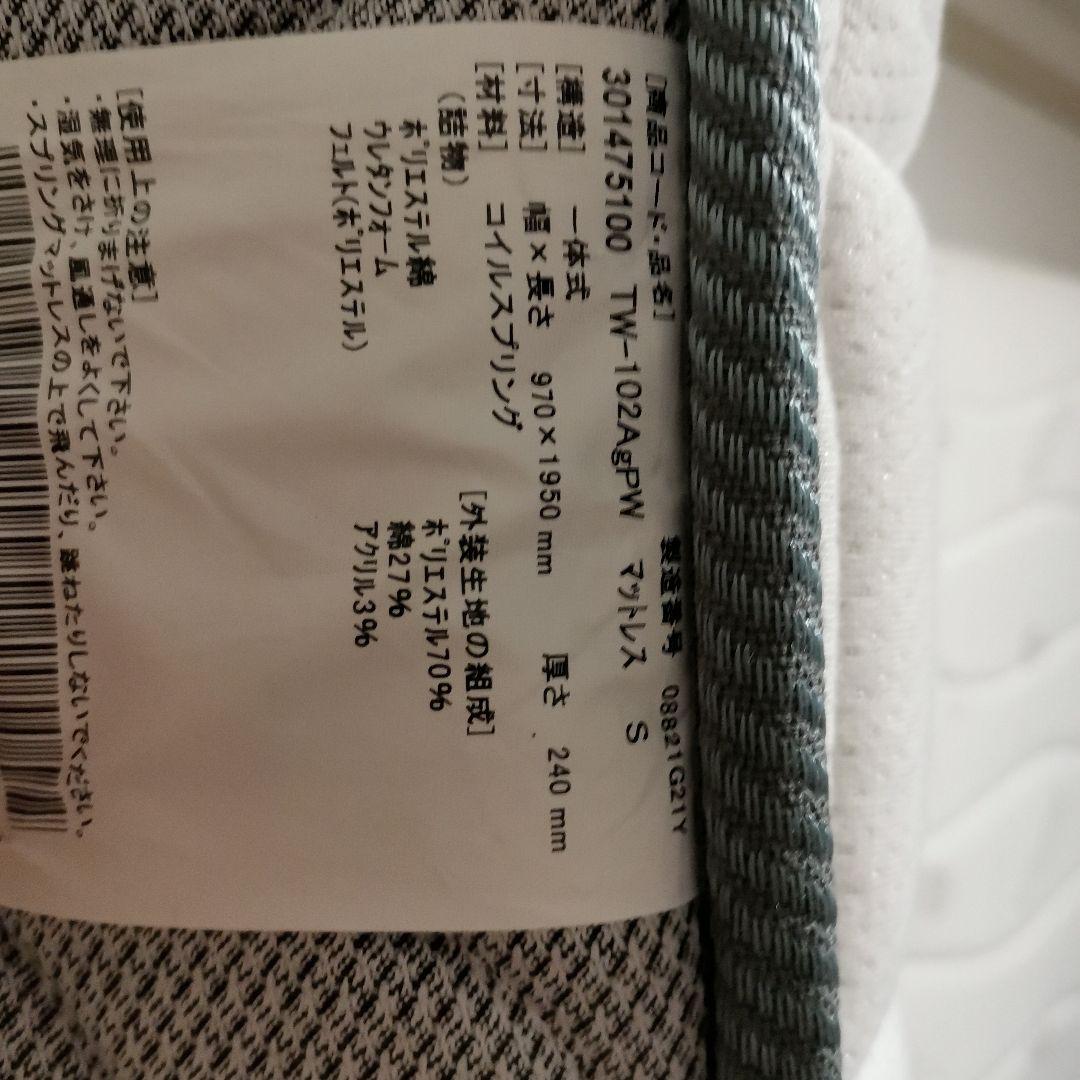 [商品コード・品名] 製造番号 08821G21Y
301475100 TW-102AgPW マットレス S
[構造] 一体式
[寸法] 幅×長さ 970×1950 mm 厚さ 240 mm
[材料] コイルスプリング
(詰物)
ポリエステル綿
ウレタンフォーム
フェルト(ポリエステル)
[外装生地の組成]
ポリエステル70%
綿27%
アクリル3%
[使用上の注意]
・無理に折りまげないで下さい。
・湿気をさけ、風通しをよくして下さい。
・スプリングマットレスの上で飛んだり、跳ねたりしないでください。